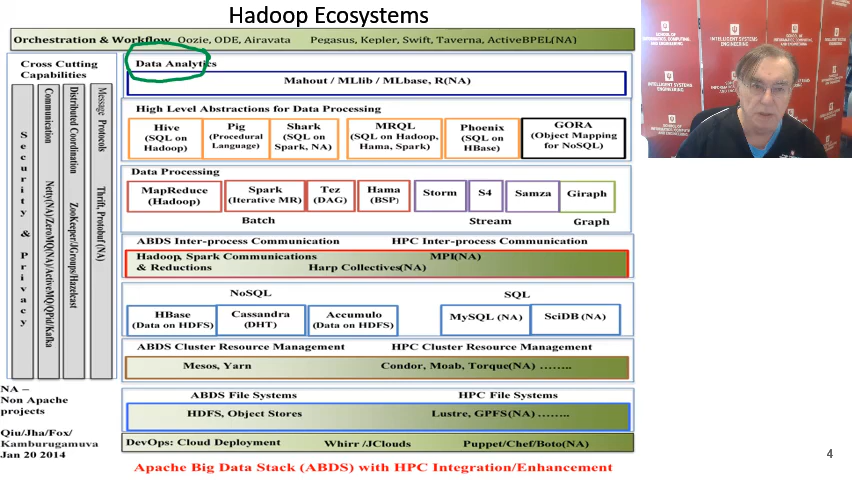 Hadoop Ecosystems
Orchestration & Workflow Oozie, ODE, Airavata Pegasus, Kepler, Swift, Taverna, ActiveBPEL(NA)
Cross Cutting
Capabilities
Security & Privacy
Communication Netty(NA)/ZeroMQ(NA)/ActiveMQ/QPid/Kafka
Distributed Coordination ZooKeeper/JGroups/Hazelcast
Message Protocols Thrift, Protobuf (NA)
Data Analytics
Mahout / MLlib / MLbase, R(NA)
High Level Abstractions for Data Processing
Hive
(SQL on
Hadoop)
Pig
(Procedural
Language)
Shark
(SQL on
Spark, NA)
MRQL
(SQL on Hadoop,
Hama, Spark)
Phoenix
(SQL on
HBase)
GORA
(Object Mapping
for NoSQL)
Data Processing
MapReduce
(Hadoop)
Spark
(Iterative MR)
Tez
(DAG)
Hama
(BSP)
Storm
S4
Samza
Giraph
Batch
Stream
Graph
ABDS Inter-process Communication
HPC Inter-process Communication
Hadoop, Spark Communications
& Reductions
Harp Collectives(NA)
MPI(NA)
NoSQL
SQL
HBase
(Data on HDFS)
Cassandra
(DHT)
Accumulo
(Data on HDFS)
MySQL (NA)
SciDB (NA)
ABDS Cluster Resource Management
HPC Cluster Resource Management
Mesos, Yarn
Condor, Moab, Torque(NA) ……..
ABDS File Systems
HPC File Systems
HDFS, Object Stores
Lustre, GPFS(NA) ……..
DevOps: Cloud Deployment
Whirr /JClouds
Puppet/Chef/Boto(NA)
NA –
Non Apache
projects
Qiu/Jha/Fox/
Kamburugamuva
Jan 20 2014
Apache Big Data Stack (ABDS) with HPC Integration/Enhancement
4
INTELLIGENT SYSTEMS
ENGINEERING